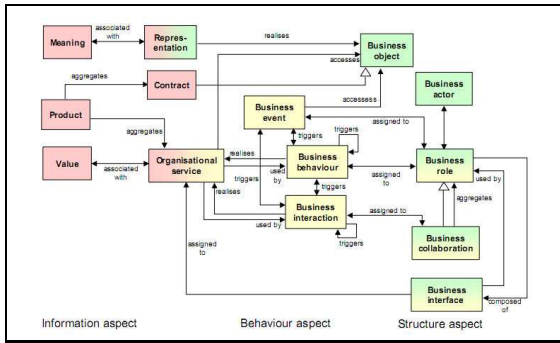 Meaning
associated
with
Repres-
entation
realises
Business
object
accesses
aggregates
Contract
accessess
Business
actor
Product
Business
event
assigned to
aggregates
triggers
triggers
Value
associated
with
Organisational
service
realises
triggers
used
by
Business
behaviour
assigned
to
Business
role
used by
realises
triggers
aggregates
used by
Business
interaction
assigned to
triggers
Business
collaboration
assigned
to
Business
interface
composed
of
Information aspect
Behaviour aspect
Structure aspect